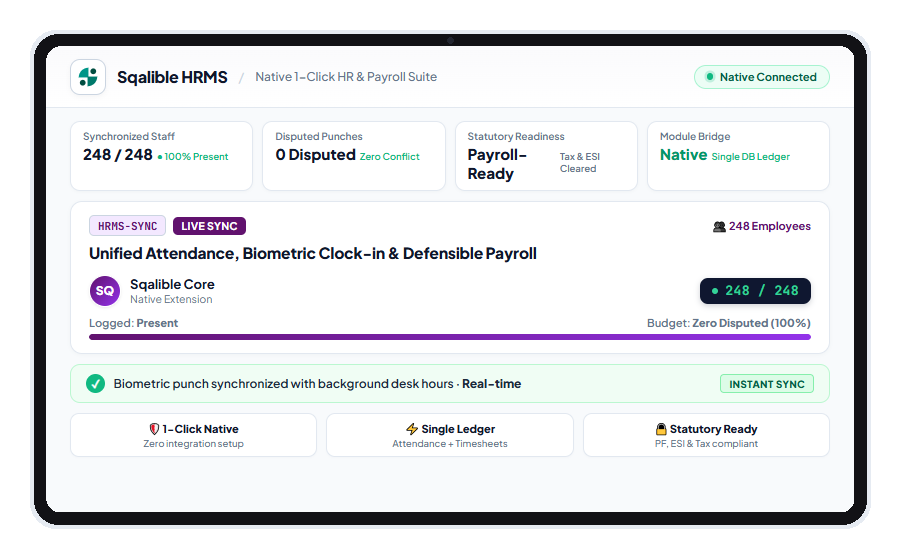 Sqalible HRMS / Native 1-Click HR & Payroll Suite
Native Connected
Synchronized Staff
248 / 248 ● 100% Present
Disputed Punches
0 Disputed Zero Conflict
Statutory Readiness
Payroll-Ready Tax & ESI Cleared
Module Bridge
Native Single DB Ledger
HRMS-SYNC LIVE SYNC
248 Employees
Unified Attendance, Biometric Clock-in & Defensible Payroll
SQ
Sqalible Core
Native Extension
● 248 / 248
Logged: Present
Budget: Zero Disputed (100%)
Biometric punch synchronized with background desk hours · Real-time
INSTANT SYNC
1-Click Native
Zero integration setup
Single Ledger
Attendance + Timesheets
Statutory Ready
PF, ESI & Tax compliant